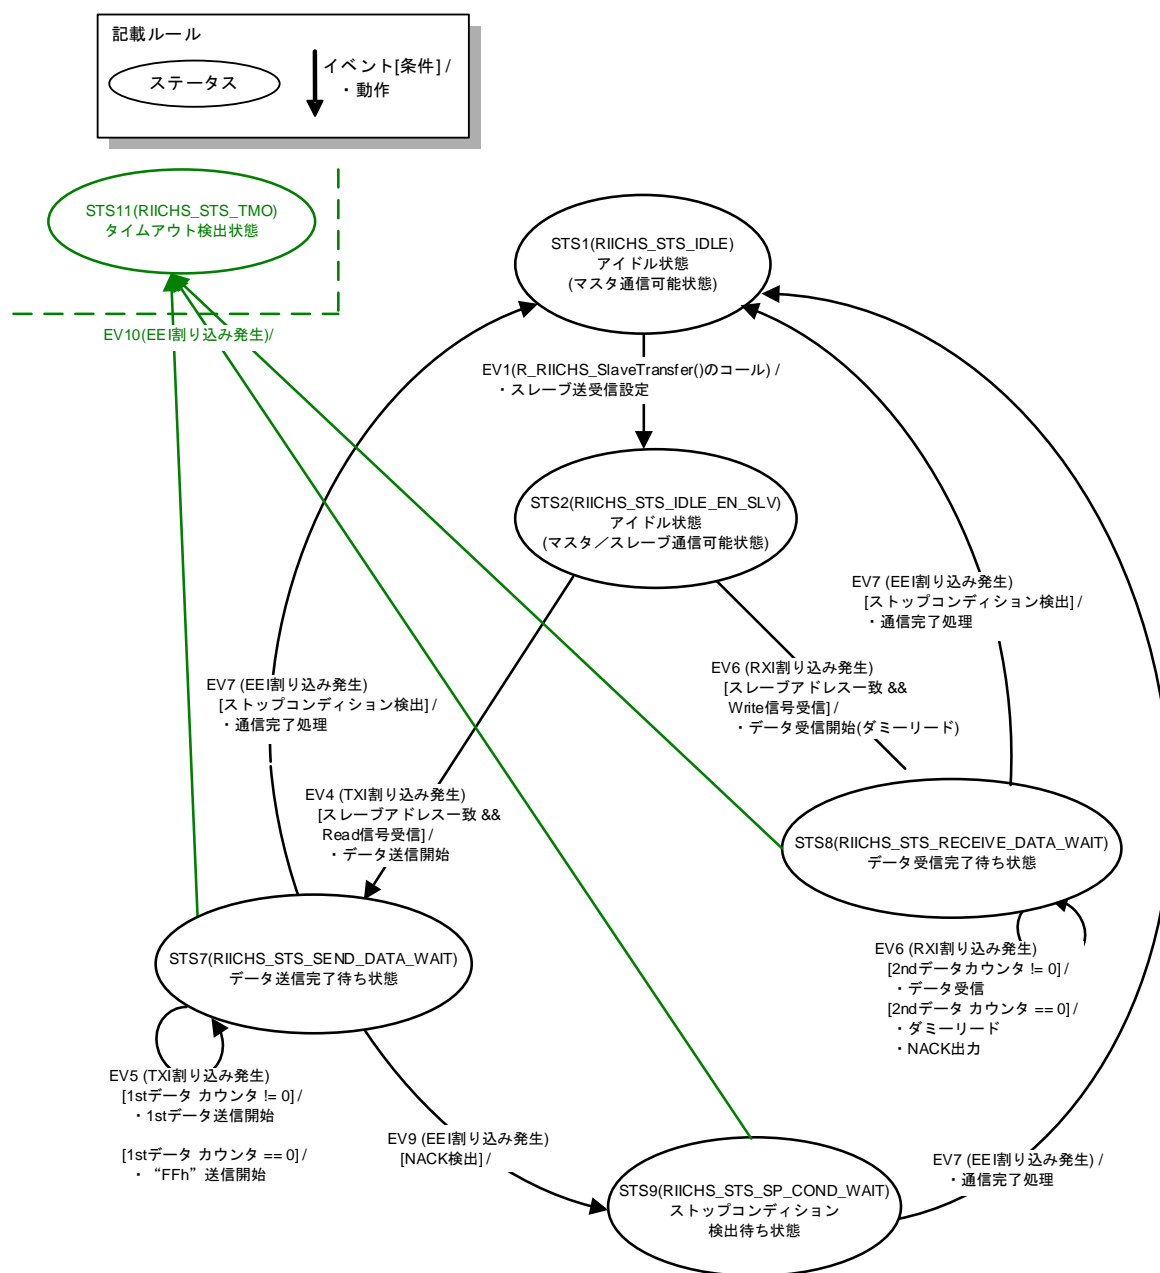 記載ルール
ステータス
イベント[条件] /
・動作
STS11(RIICHS_STS_TMO)
タイムアウト検出状態
EV10(EEI割り込み発生)/
STS1(RIICHS_STS_IDLE)
アイドル状態
(マスタ通信可能状態)
EV1(R_RIICHS_SlaveTransfer()のコール) /
・スレーブ送受信設定
STS2(RIICHS_STS_IDLE_EN_SLV)
アイドル状態
(マスタ／スレーブ通信可能状態)
EV7 (EEI割り込み発生)
[ストップコンディション検出] /
・通信完了処理
EV6 (RXI割り込み発生)
[スレーブアドレス一致 &&
Write信号受信] /
・データ受信開始(ダミーリード)
EV7 (EEI割り込み発生)
[ストップコンディション検出] /
・通信完了処理
EV4 (TXI割り込み発生)
[スレーブアドレス一致 &&
Read信号受信] /
・データ送信開始
STS8(RIICHS_STS_RECEIVE_DATA_WAIT)
データ受信完了待ち状態
STS7(RIICHS_STS_SEND_DATA_WAIT)
データ送信完了待ち状態
EV6 (RXI割り込み発生)
[2ndデータカウンタ != 0] /
・データ受信
[2ndデータ カウンタ == 0] /
・ダミーリード
・NACK出力
EV5 (TXI割り込み発生)
[1stデータ カウンタ != 0] /
・1stデータ送信開始
[1stデータ カウンタ == 0] /
・“FFh”送信開始
EV9 (EEI割り込み発生)
[NACK検出] /
STS9(RIICHS_STS_SP_COND_WAIT)
ストップコンディション
検出待ち状態
EV7 (EEI割り込み発生) /
・通信完了処理